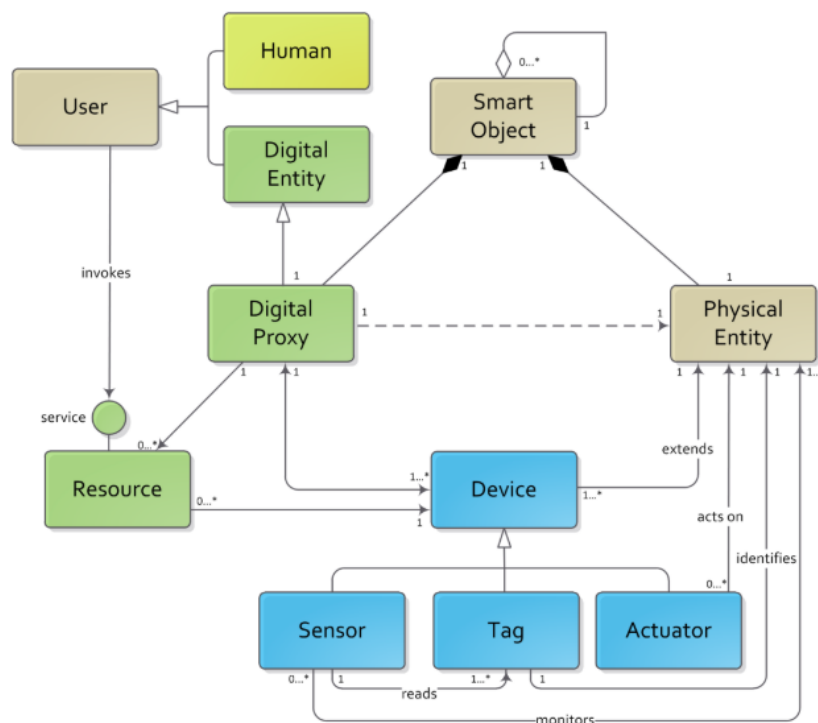 Human
User
0...*
Smart
Object
1
Digital
Entity
1
1
invokes
1
1
Digital
Proxy
1
1
Physical
Entity
1
1
1
1
1
1...
service
0...*
extends
Resource
0...*
1...*
Device
1...*
1
acts on
identifies
0...*
Sensor
Tag
Actuator
0...*
1
1...*
1
reads
monitors